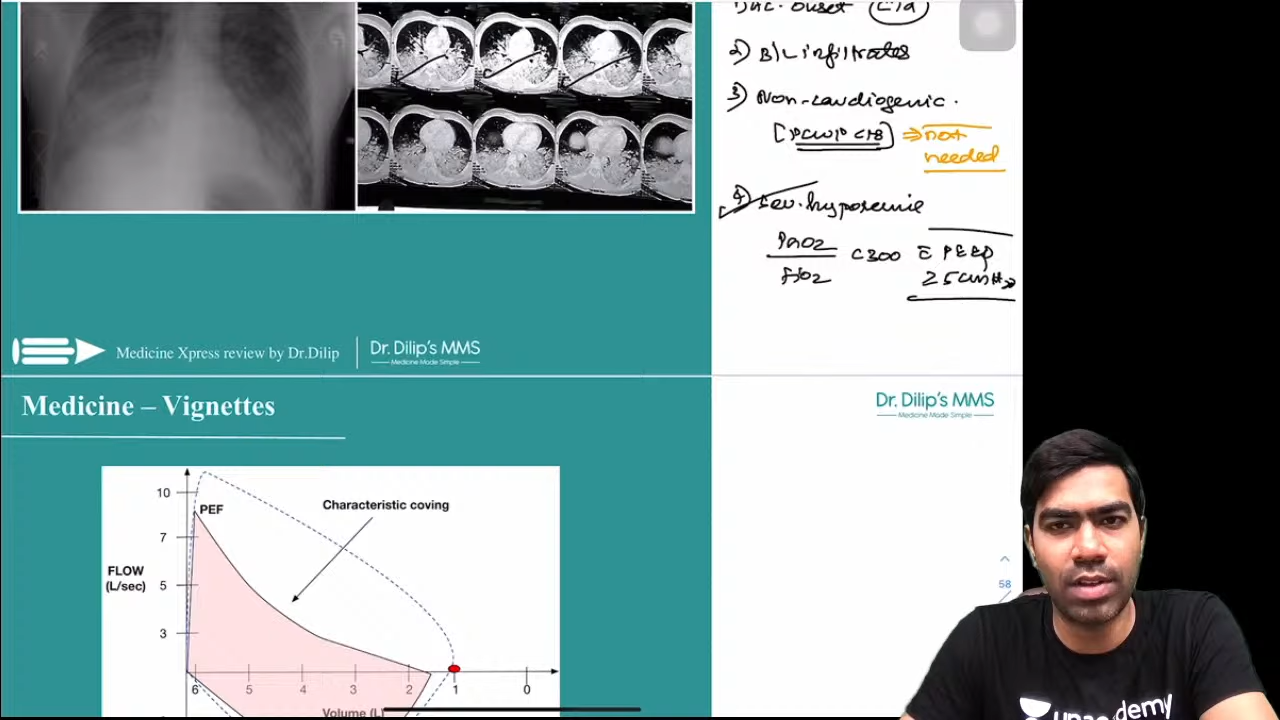 2) B/L infiltrates
3) Non-cardiogenic.
[PCWP <18] ⇒ not
needed
4) Sev. hypoxemia
PaO2
FiO2
<300 c̄ PEEP
≥5cmH2O
Medicine Xpress review by Dr.Dilip
Dr. Dilip's MMS
Medicine Made Simple
Medicine – Vignettes
Dr. Dilip's MMS
Medicine Made Simple
10
PEF
Characteristic coving
7
FLOW
(L/sec)
5
3
6 5 4 3 2 1 0
Volume (L)
58
unacademy